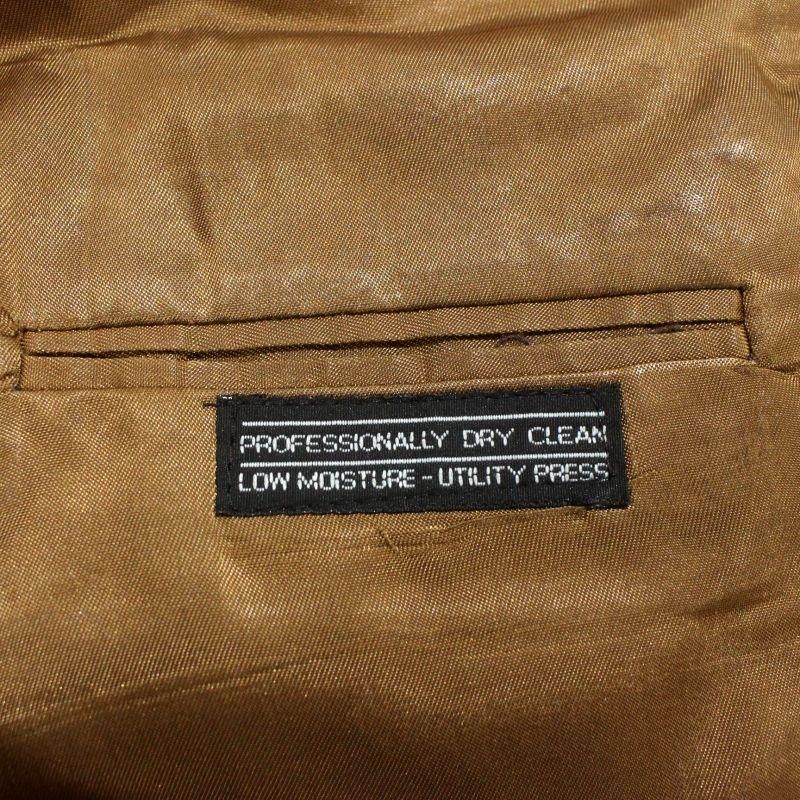 PROFESSIONALLY DRY CLEAN
LOW MOISTURE - UTILITY PRESS